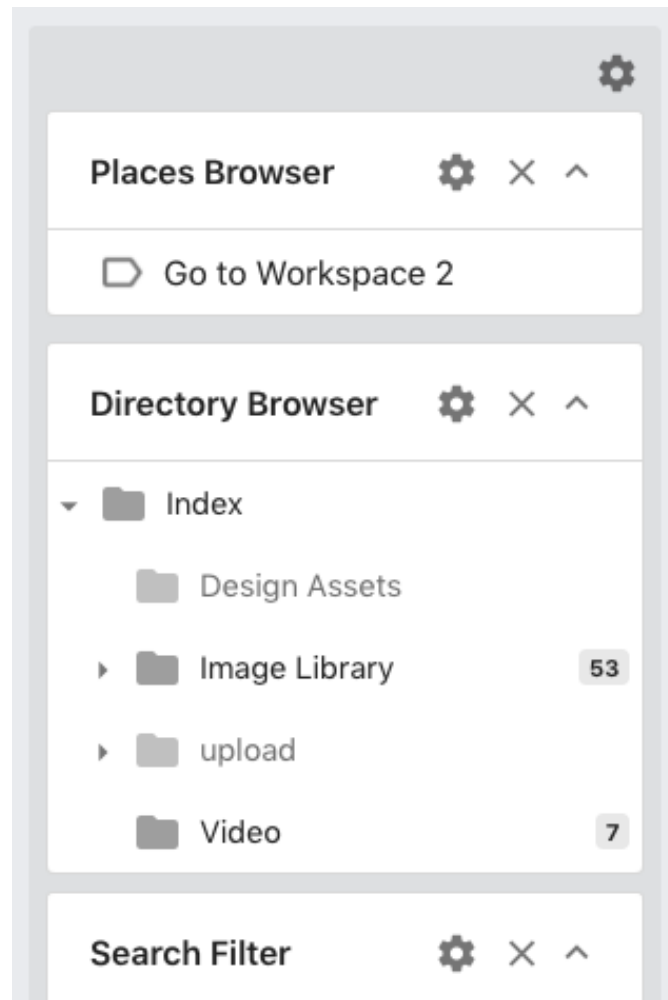 Places Browser
Go to Workspace 2
Directory Browser
Index
Design Assets
Image Library 53
upload
Video 7
Search Filter